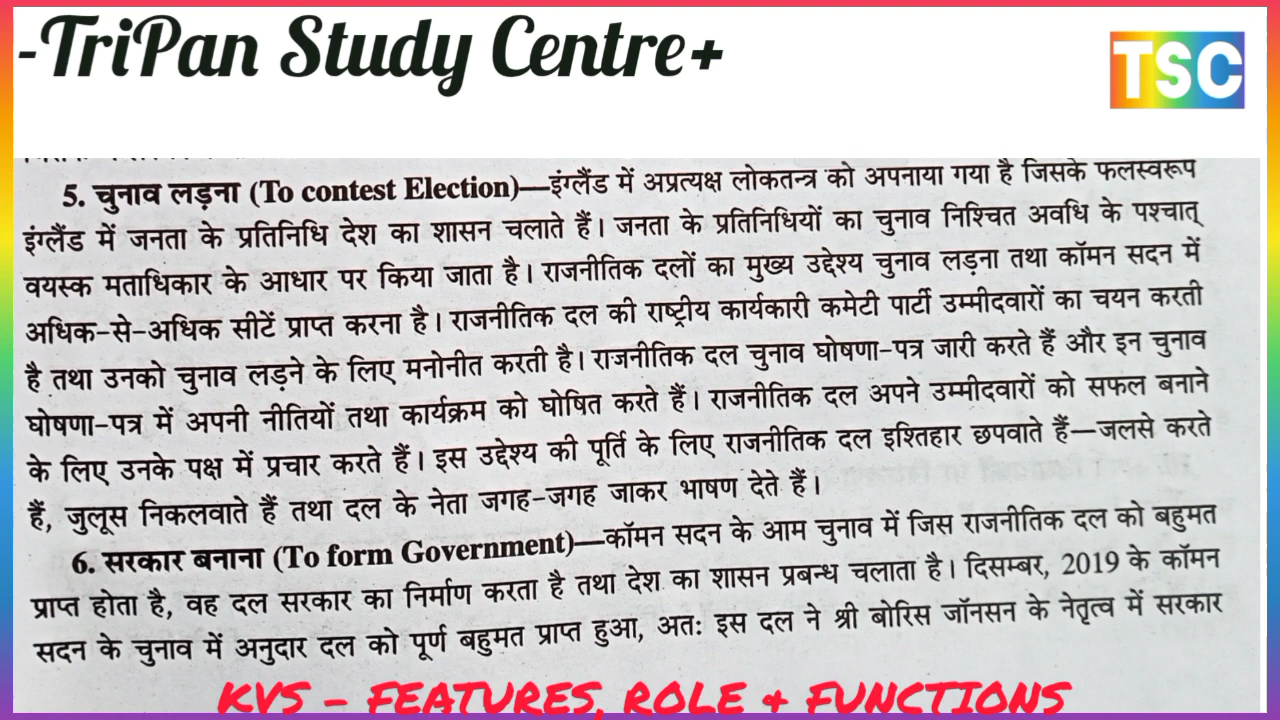 -TriPan Study Centre+
TSC
5. चुनाव लड़ना (To contest Election)—इंग्लैंड में अप्रत्यक्ष लोकतन्त्र को अपनाया गया है जिसके फलस्वरूप
इंग्लैंड में जनता के प्रतिनिधि देश का शासन चलाते हैं। जनता के प्रतिनिधियों का चुनाव निश्चित अवधि के पश्चात्
वयस्क मताधिकार के आधार पर किया जाता है। राजनीतिक दलों का मुख्य उद्देश्य चुनाव लड़ना तथा कॉमन सदन में
अधिक-से-अधिक सीटें प्राप्त करना है। राजनीतिक दल की राष्ट्रीय कार्यकारी कमेटी पार्टी उम्मीदवारों का चयन करती
है तथा उनको चुनाव लड़ने के लिए मनोनीत करती है। राजनीतिक दल चुनाव घोषणा-पत्र जारी करते हैं और इन चुनाव
घोषणा-पत्र में अपनी नीतियों तथा कार्यक्रम को घोषित करते हैं। राजनीतिक दल अपने उम्मीदवारों को सफल बनाने
के लिए उनके पक्ष में प्रचार करते हैं। इस उद्देश्य की पूर्ति के लिए राजनीतिक दल इश्तिहार छपवाते हैं—जलसे करते
हैं, जुलूस निकलवाते हैं तथा दल के नेता जगह-जगह जाकर भाषण देते हैं।
6. सरकार बनाना (To form Government)—कॉमन सदन के आम चुनाव में जिस राजनीतिक दल को बहुमत
प्राप्त होता है, वह दल सरकार का निर्माण करता है तथा देश का शासन प्रबन्ध चलाता है। दिसम्बर, 2019 के कॉमन
सदन के चुनाव में अनुदार दल को पूर्ण बहुमत प्राप्त हुआ, अतः इस दल ने श्री बोरिस जॉनसन के नेतृत्व में सरकार
KVS - FEATURES, ROLE & FUNCTIONS